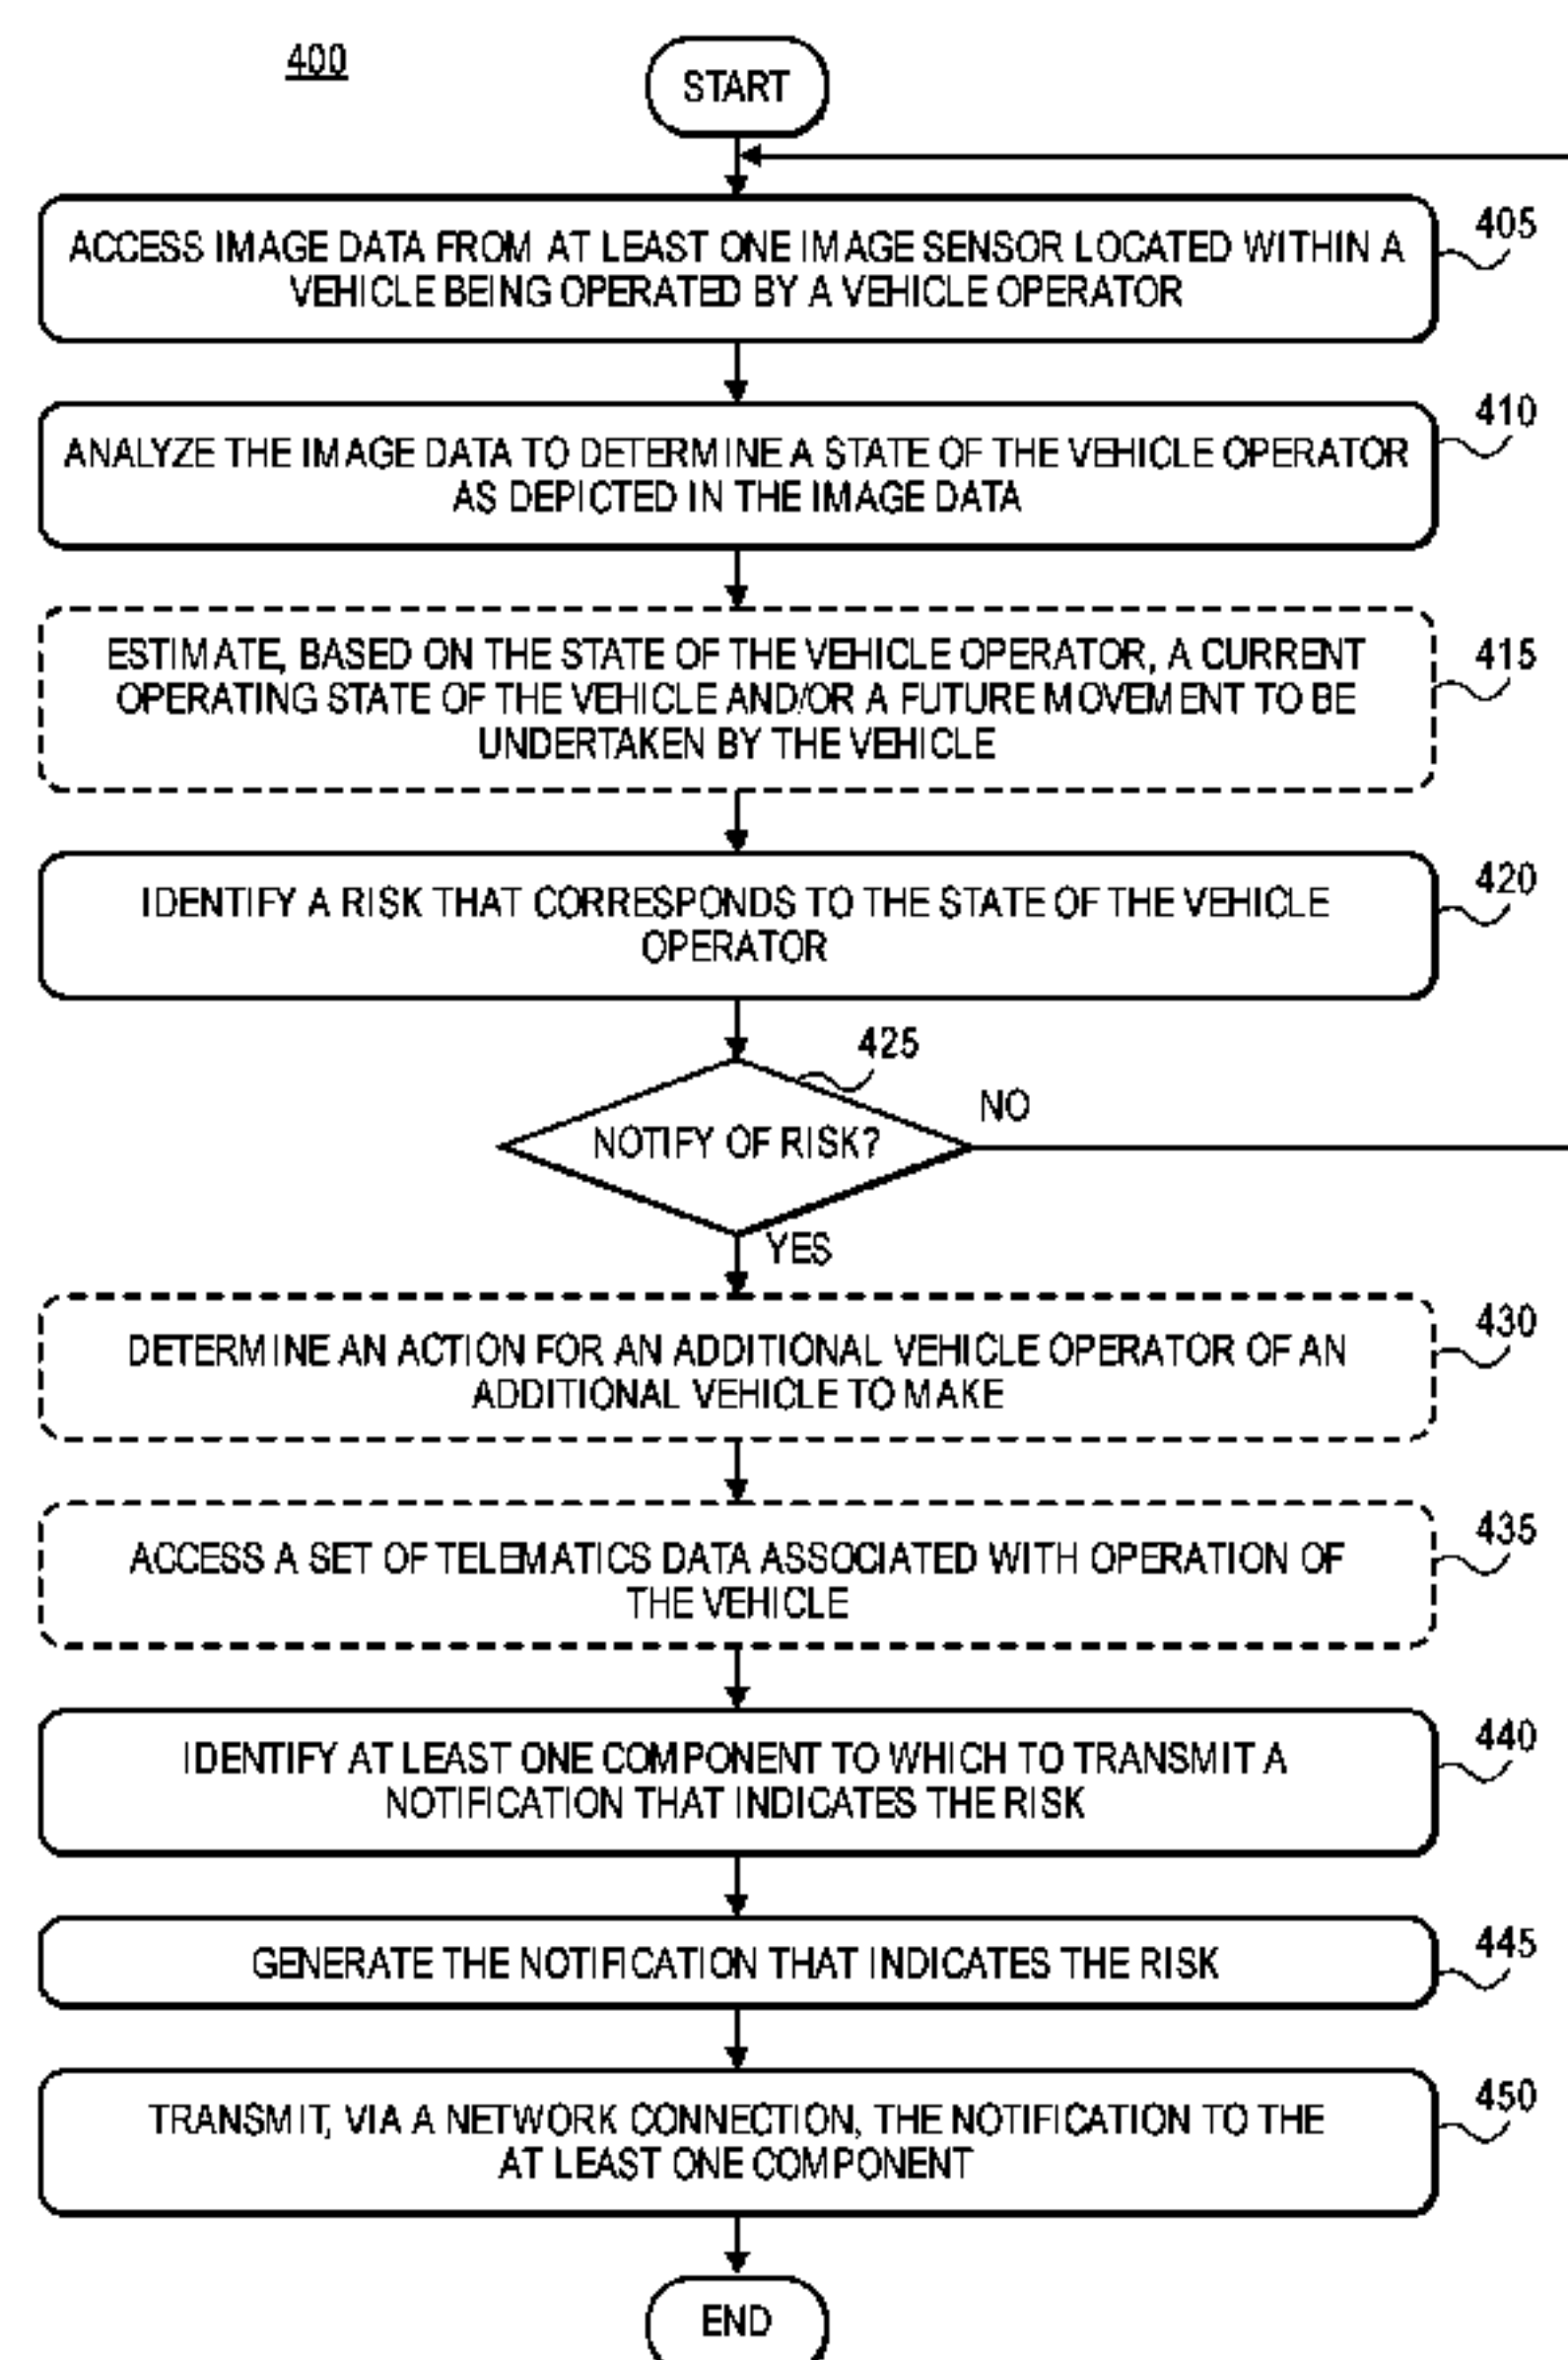 400
START
ACCESS IMAGE DATA FROM AT LEAST ONE IMAGE SENSOR LOCATED WITHIN A
VEHICLE BEING OPERATED BY A VEHICLE OPERATOR
405
ANALYZE THE IMAGE DATA TO DETERMINE A STATE OF THE VEHICLE OPERATOR
AS DEPICTED IN THE IMAGE DATA
410
ESTIMATE, BASED ON THE STATE OF THE VEHICLE OPERATOR, A CURRENT
OPERATING STATE OF THE VEHICLE AND/OR A FUTURE MOVEMENT TO BE
UNDERTAKEN BY THE VEHICLE
415
IDENTIFY A RISK THAT CORRESPONDS TO THE STATE OF THE VEHICLE
OPERATOR
420
425
NOTIFY OF RISK?
NO
YES
DETERMINE AN ACTION FOR AN ADDITIONAL VEHICLE OPERATOR OF AN
ADDITIONAL VEHICLE TO MAKE
430
ACCESS A SET OF TELEMATICS DATA ASSOCIATED WITH OPERATION OF
THE VEHICLE
435
IDENTIFY AT LEAST ONE COMPONENT TO WHICH TO TRANSMIT A
NOTIFICATION THAT INDICATES THE RISK
440
GENERATE THE NOTIFICATION THAT INDICATES THE RISK
445
TRANSMIT, VIA A NETWORK CONNECTION, THE NOTIFICATION TO THE
AT LEAST ONE COMPONENT
450
END